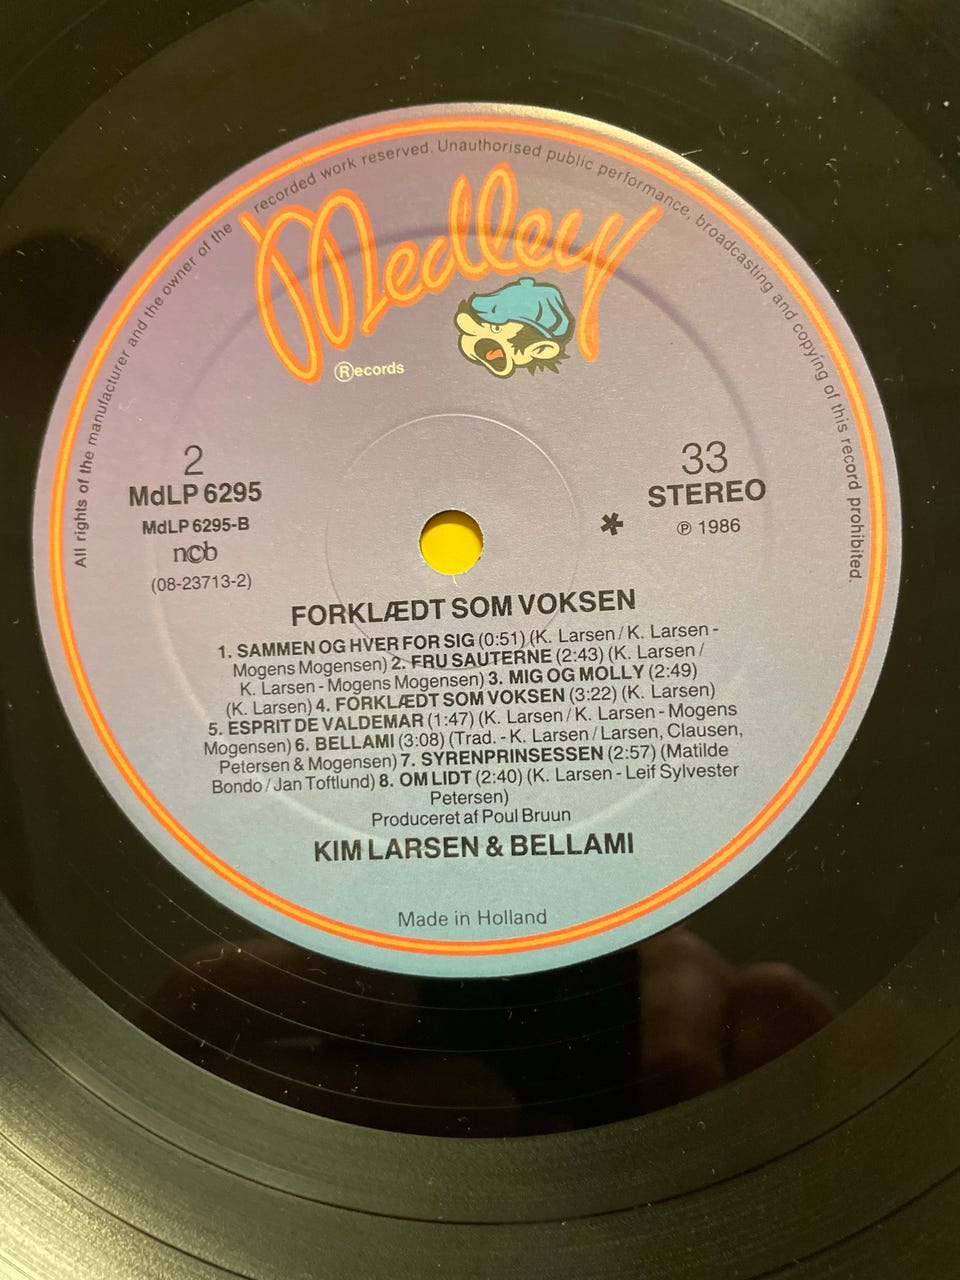 All rights of the manufacturer and the owner of the recorded work reserved. Unauthorised public performance, broadcasting and copying of this record prohibited.
Medley
Ⓡecords
2
MdLP 6295
MdLP 6295-B
ncb
(08-23713-2)
33
STEREO
* ℗ 1986
FORKLÆDT SOM VOKSEN
1. SAMMEN OG HVER FOR SIG (0:51) (K. Larsen / K. Larsen -
Mogens Mogensen) 2. FRU SAUTERNE (2:43) (K. Larsen /
K. Larsen - Mogens Mogensen) 3. MIG OG MOLLY (2:49)
(K. Larsen) 4. FORKLÆDT SOM VOKSEN (3:22) (K. Larsen)
5. ESPRIT DE VALDEMAR (1:47) (K. Larsen / K. Larsen - Mogens
Mogensen) 6. BELLAMI (3:08) (Trad. - K. Larsen / Larsen, Clausen,
Petersen & Mogensen) 7. SYRENPRINSESSEN (2:57) (Matilde
Bondo / Jan Toftlund) 8. OM LIDT (2:40) (K. Larsen - Leif Sylvester
Petersen)
Produceret af Poul Bruun
KIM LARSEN & BELLAMI
Made in Holland